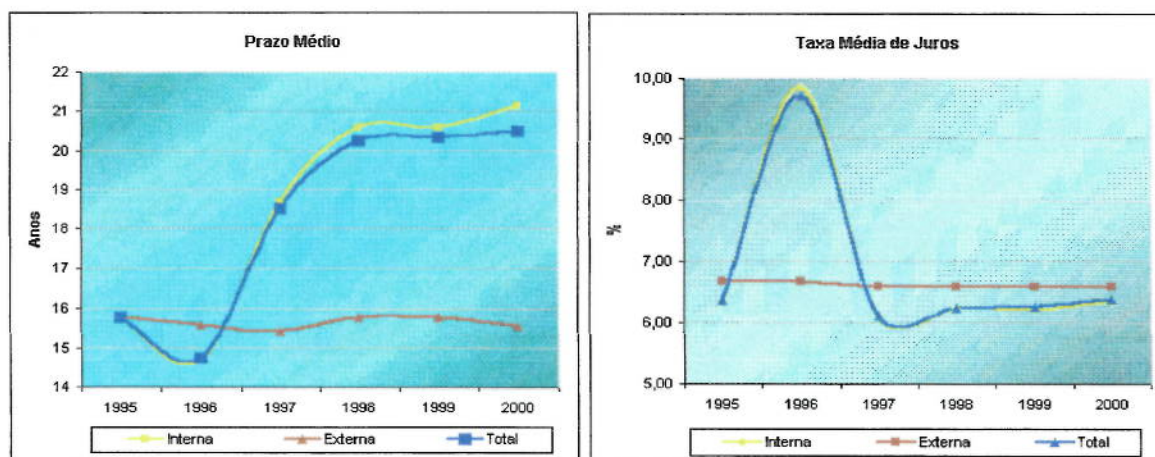 Prazo Médio
Anos
22
21
20
19
18
17
16
15
14
1995 1996 1997 1998 1999 2000
Interna Externa Total
Taxa Média de Juros
%
10,00
9,00
8,00
7,00
6,00
5,00
1995 1996 1997 1998 1999 2000
Interna Externa Total